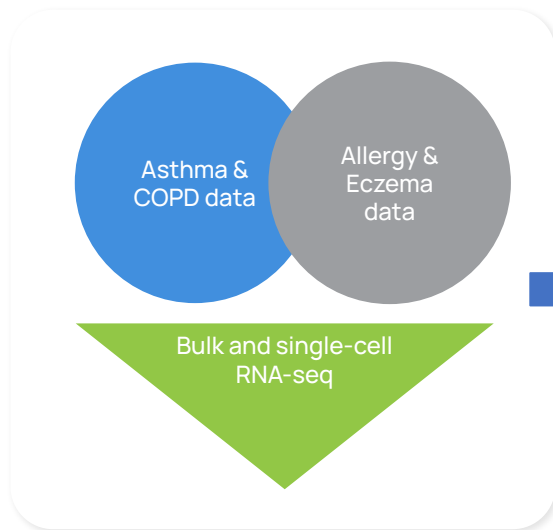 Asthma &
COPD data
Allergy &
Eczema
data
Bulk and single-cell
RNA-seq